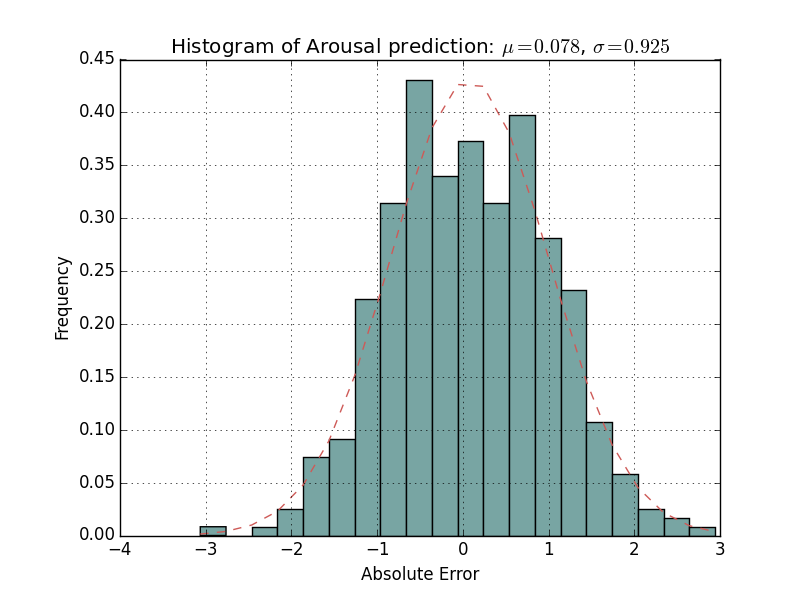 Histogram of Arousal prediction: μ=0.078, σ=0.925
0.45
0.40
0.35
0.30
0.25
0.20
0.15
0.10
0.05
0.00
Frequency
−4 −3 −2 −1 0 1 2 3
Absolute Error